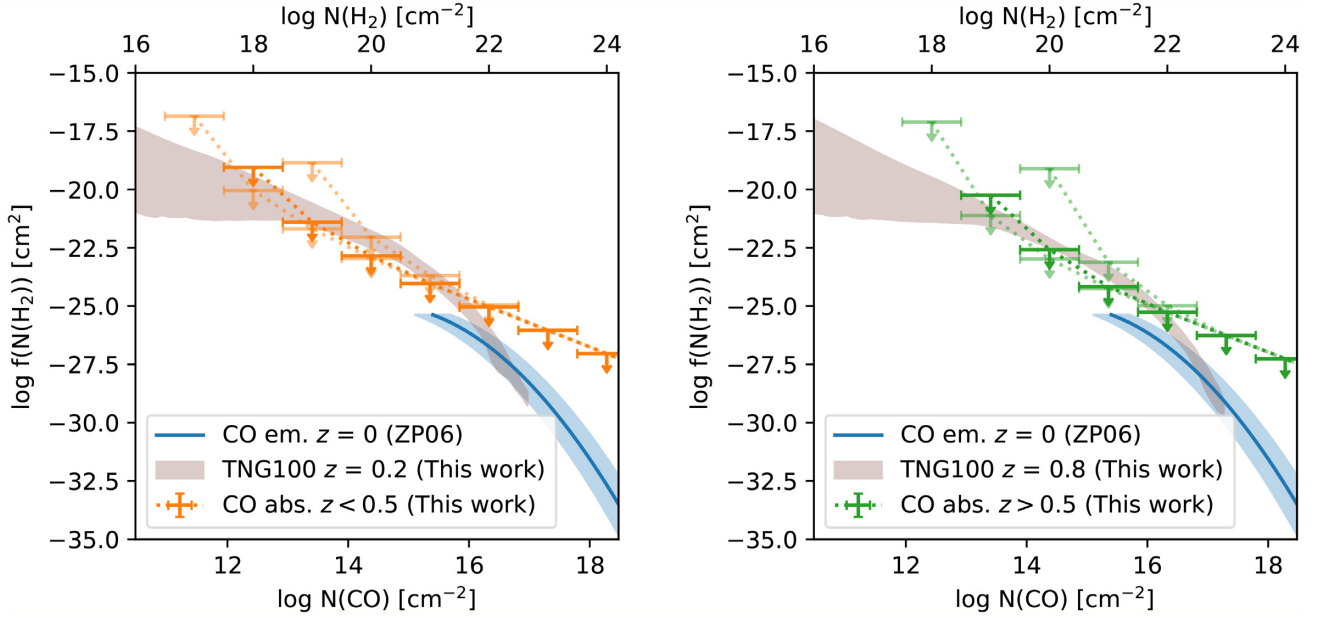 log N(H₂) [cm⁻²]
16 18 20 22 24
−15.0
−17.5
−20.0
−22.5
−25.0
−27.5
−30.0
−32.5
−35.0
log f(N(H₂)) [cm²]
CO em. z = 0 (ZP06)
TNG100 z = 0.2 (This work)
CO abs. z < 0.5 (This work)
12 14 16 18
log N(CO) [cm⁻²]
log N(H₂) [cm⁻²]
16 18 20 22 24
−15.0
−17.5
−20.0
−22.5
−25.0
−27.5
−30.0
−32.5
−35.0
log f(N(H₂)) [cm²]
CO em. z = 0 (ZP06)
TNG100 z = 0.8 (This work)
CO abs. z > 0.5 (This work)
12 14 16 18
log N(CO) [cm⁻²]